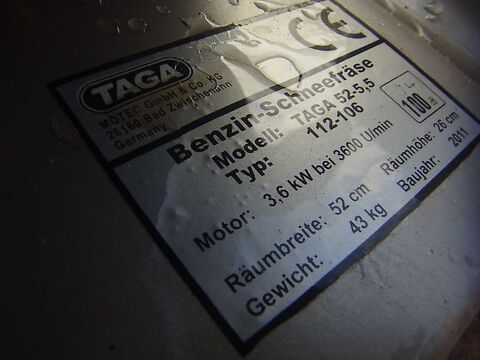 TAGA
MOTEC GmbH & Co. KG
26160 Bad Zwischenahn
Germany
CE
Benzin-Schneefräse
Modell: TAGA 52-5,5
Typ: 112-106
100
Motor: 3,6 kW bei 3600 U/min
Räumbreite: 52 cm Räumhöhe: 26 cm
Gewicht: 43 kg Baujahr: 2011